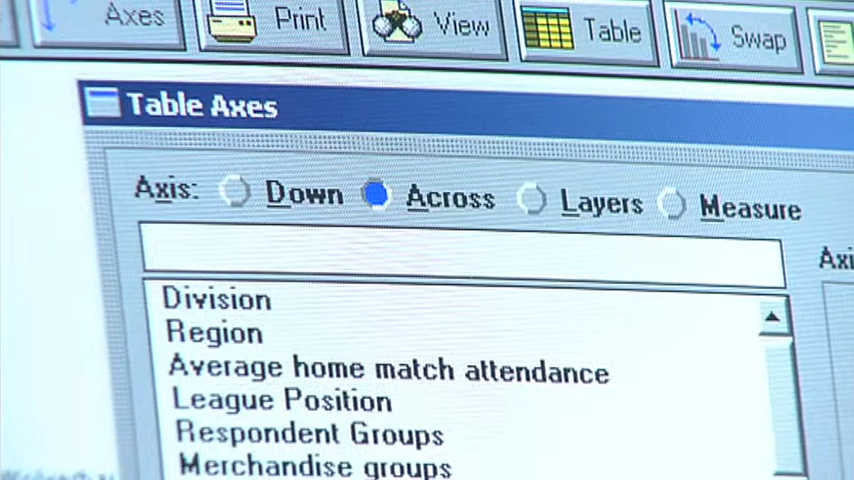 Axes Print View Table Swap
Table Axes
Axis: Down Across Layers Measure
Axi
Division
Region
Average home match attendance
League Position
Respondent Groups
Merchandise groups